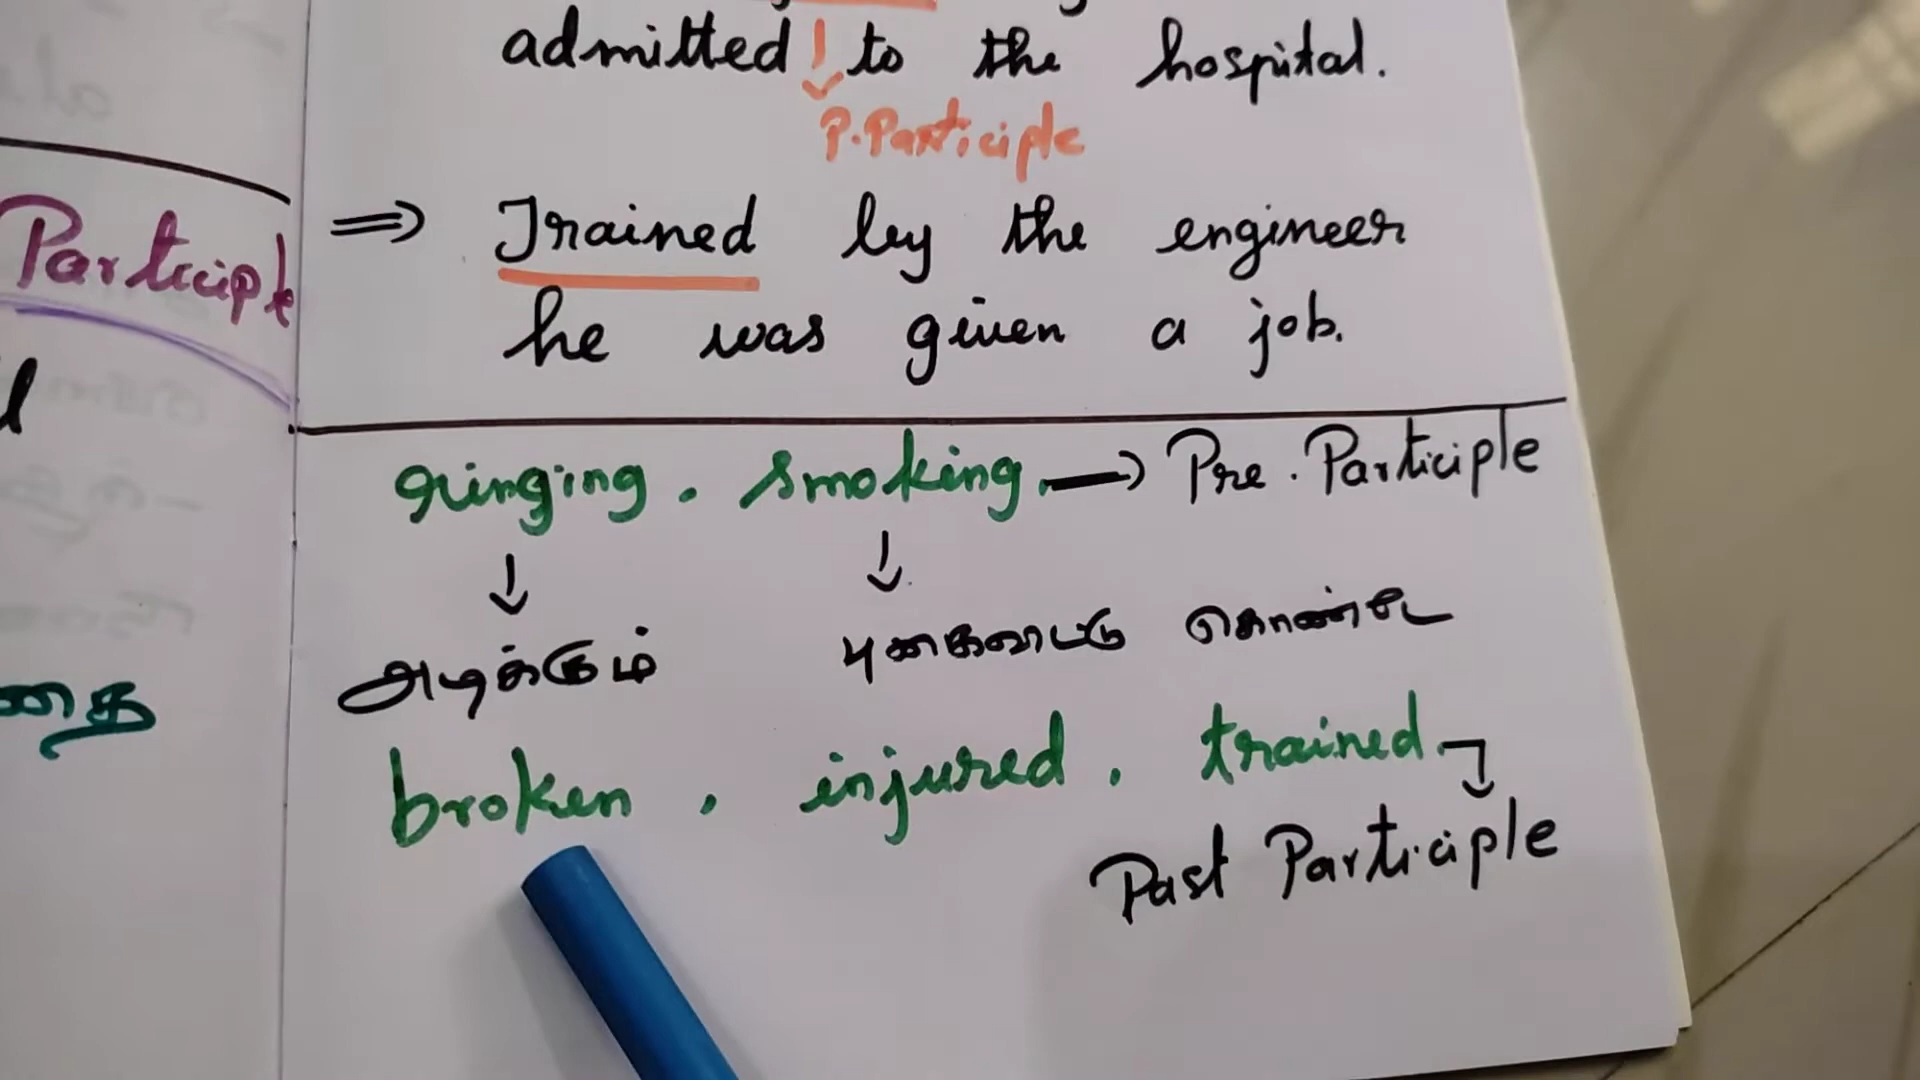 admitted to the hospital.
P.Participle
Participle
⇒ Trained by the engineer
he was given a job.
ringing, smoking → Pre. Participle
அடிக்கும் புகைவிட்டு கொண்டு
broken, injured, trained
Past Participle